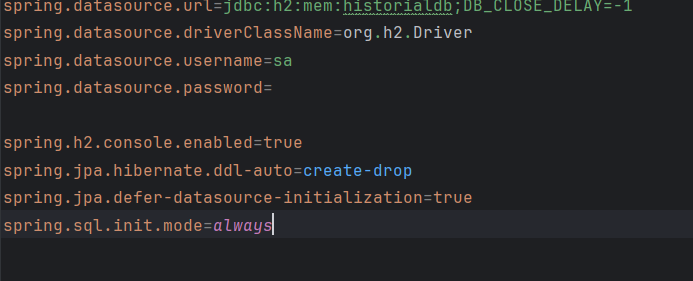 spring.datasource.url=jdbc:h2:mem:historialdb;DB_CLOSE_DELAY=-1
spring.datasource.driverClassName=org.h2.Driver
spring.datasource.username=sa
spring.datasource.password=
spring.h2.console.enabled=true
spring.jpa.hibernate.ddl-auto=create-drop
spring.jpa.defer-datasource-initialization=true
spring.sql.init.mode=always